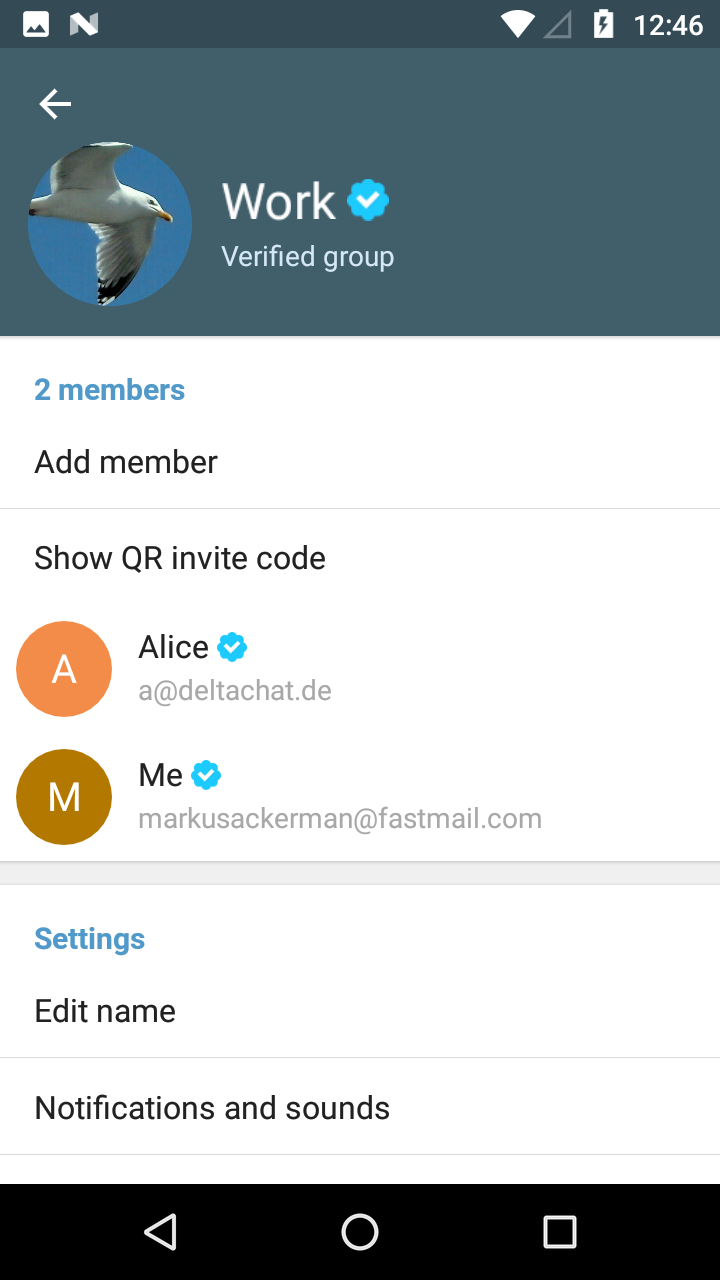 12:46
Work
Verified group
2 members
Add member
Show QR invite code
A
Alice
a@deltachat.de
M
Me
markusackerman@fastmail.com
Settings
Edit name
Notifications and sounds